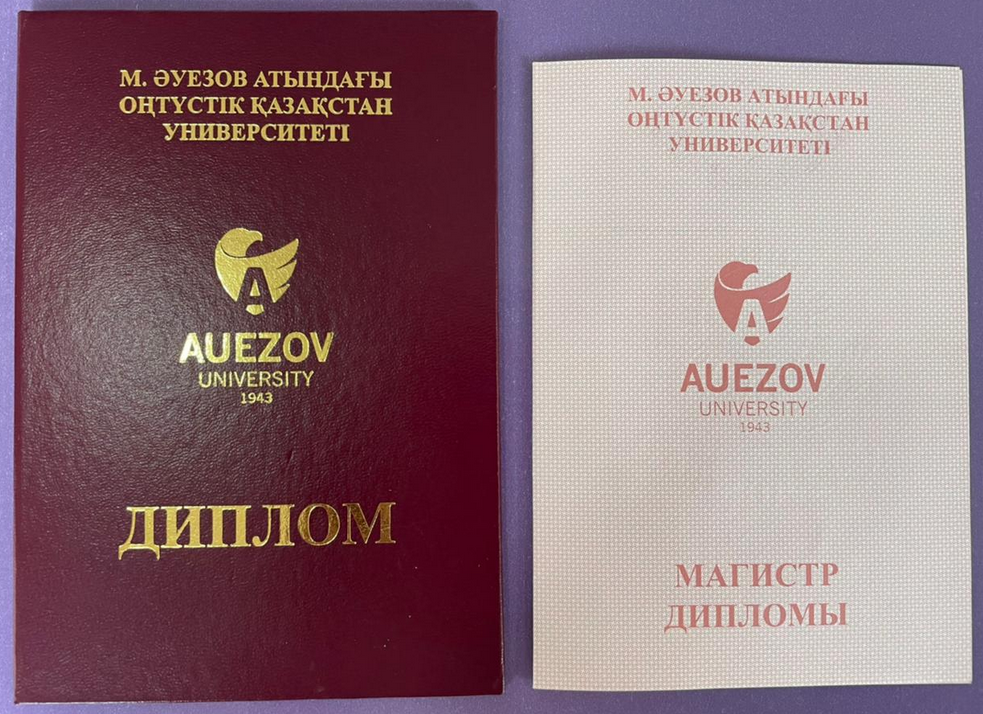 М. ӘУЕЗОВ АТЫНДАҒЫ
ОҢТҮСТІК ҚАЗАҚСТАН
УНИВЕРСИТЕТІ
AUEZOV
UNIVERSITY
1943
ДИПЛОМ
М. ӘУЕЗОВ АТЫНДАҒЫ
ОҢТҮСТІК ҚАЗАҚСТАН
УНИВЕРСИТЕТІ
AUEZOV
UNIVERSITY
1943
МАГИСТР
ДИПЛОМЫ